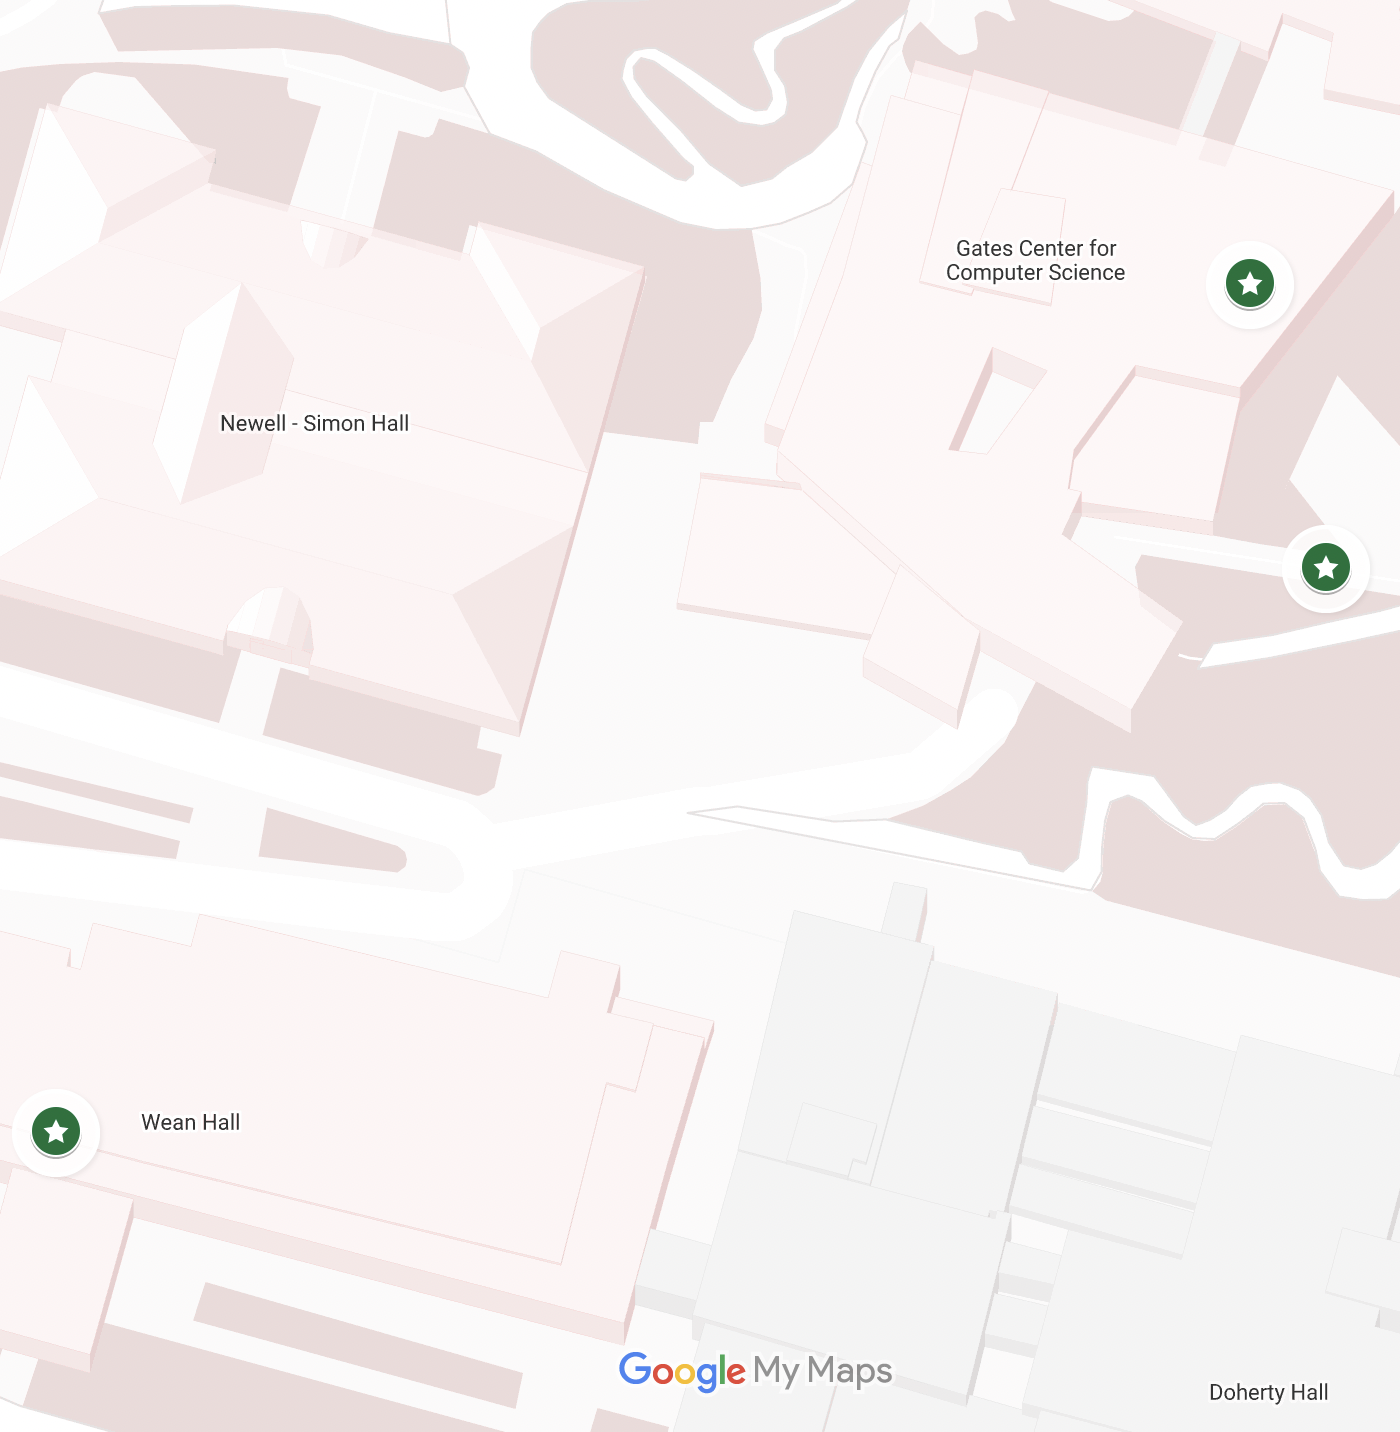 Gates Center for
Computer Science
Newell - Simon Hall
Wean Hall
Google My Maps
Doherty Hall